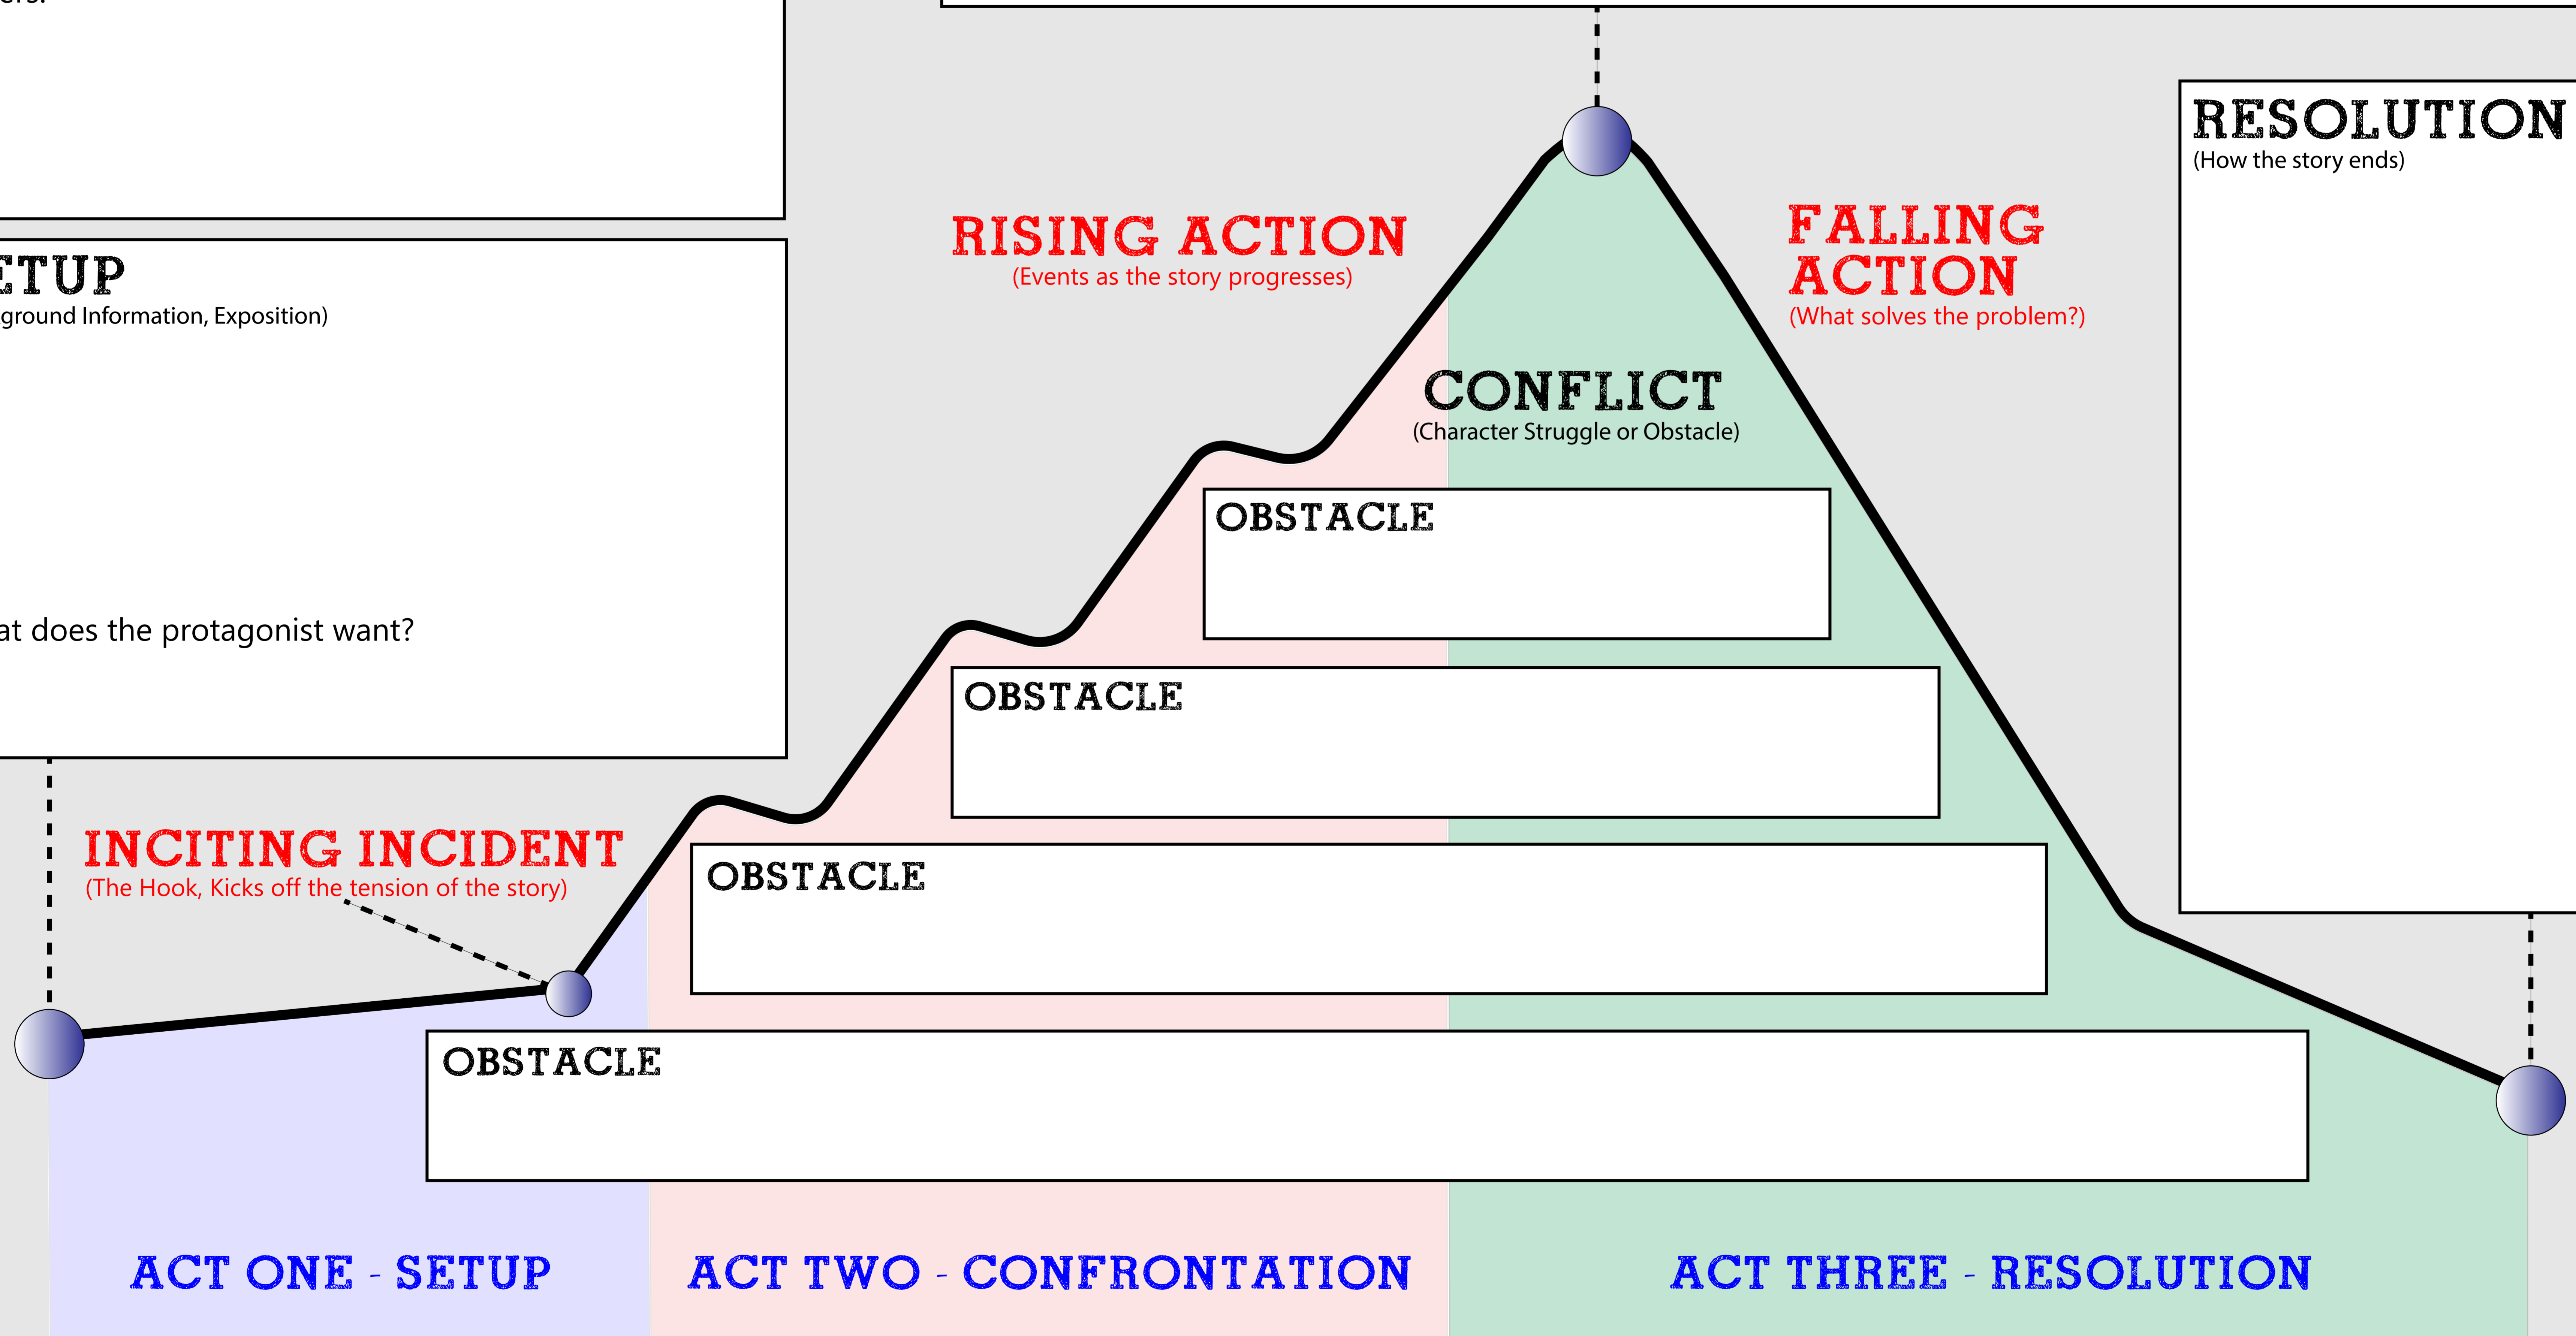 ers.
ETUP
ground Information, Exposition)
at does the protagonist want?
INCITING INCIDENT
(The Hook, Kicks off the tension of the story)
RISING ACTION
(Events as the story progresses)
FALLING
ACTION
(What solves the problem?)
RESOLUTION
(How the story ends)
CONFLICT
(Character Struggle or Obstacle)
OBSTACLE
OBSTACLE
OBSTACLE
OBSTACLE
ACT ONE - SETUP
ACT TWO - CONFRONTATION
ACT THREE - RESOLUTION